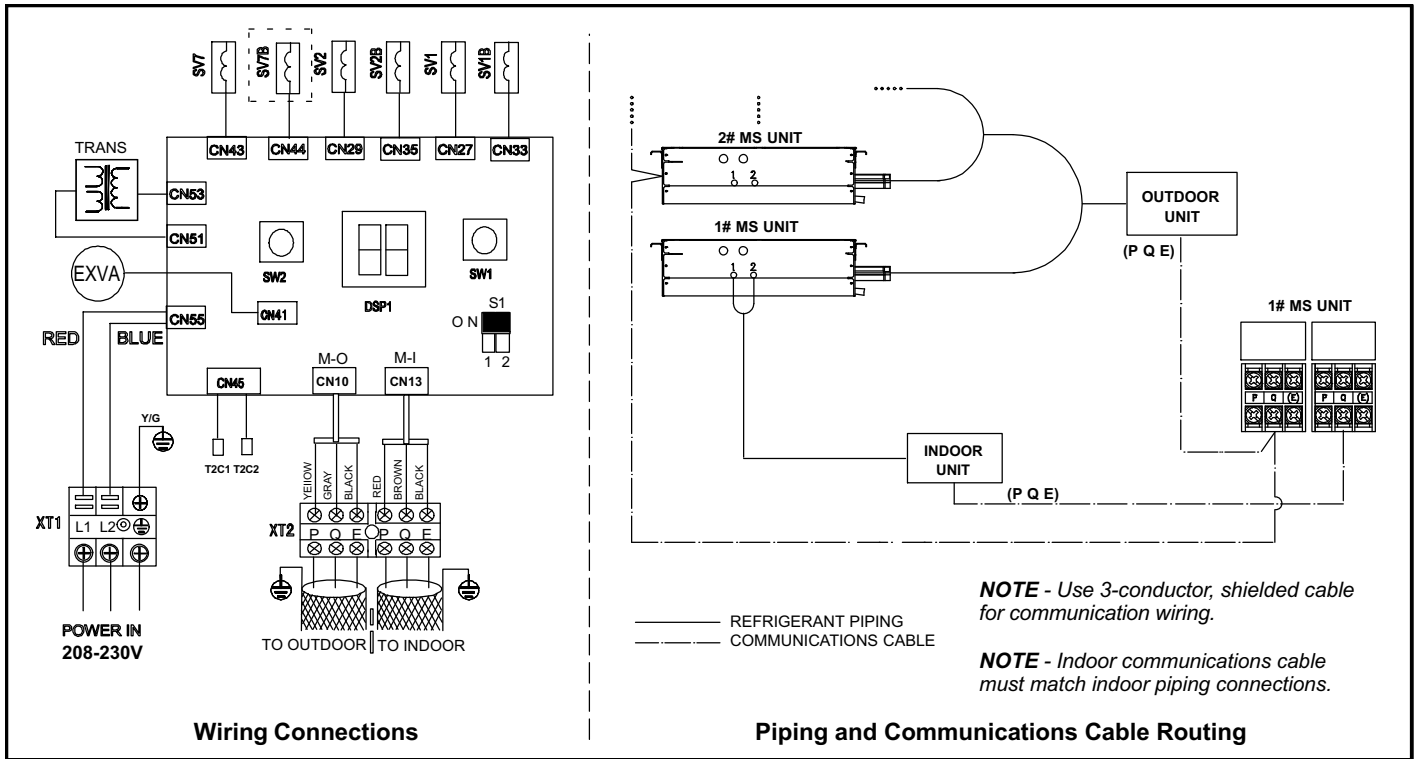 SV7
SV7B
SV2
SV2B
SV1
SV1B
CN43
CN44
CN29
CN35
CN27
CN33
TRANS
CN53
CN51
EXVA
SW2
DSP1
SW1
CN41
S1
O N
1 2
CN55
RED
BLUE
M-O
M-I
CN45
CN10
CN13
Y/G
T2C1 T2C2
YEllOW
GRAY
BLACK
RED
BROWN
BLACK
XT1
L1 L2
XT2
P Q E P Q E
TO OUTDOOR
TO INDOOR
POWER IN
208-230V
Wiring Connections
2# MS UNIT
1 2
1# MS UNIT
1 2
OUTDOOR
UNIT
(P Q E)
1# MS UNIT
P Q (E) P Q (E)
INDOOR
UNIT
(P Q E)
REFRIGERANT PIPING
COMMUNICATIONS CABLE
NOTE - Use 3-conductor, shielded cable
for communication wiring.
NOTE - Indoor communications cable
must match indoor piping connections.
Piping and Communications Cable Routing